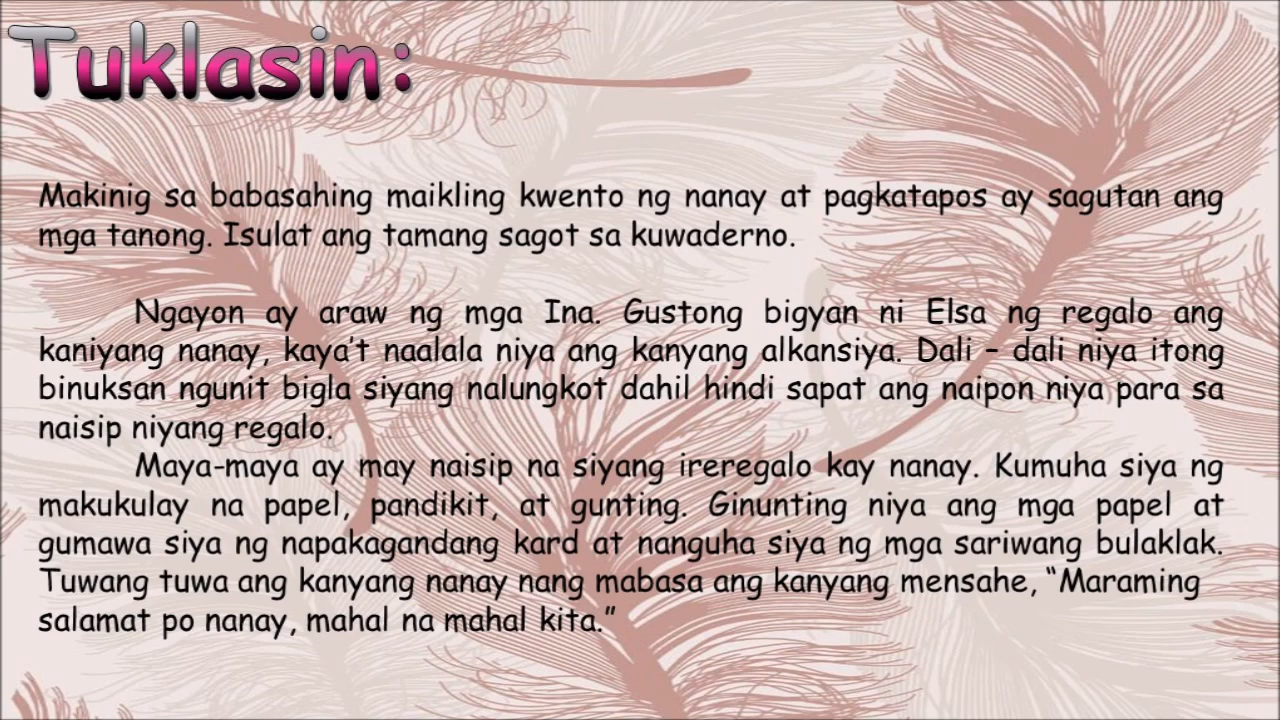 Tuklasin:
Makinig sa babasahing maikling kwento ng nanay at pagkatapos ay sagutan ang
mga tanong. Isulat ang tamang sagot sa kuwaderno.
Ngayon ay araw ng mga Ina. Gustong bigyan ni Elsa ng regalo ang
kaniyang nanay, kaya’t naalala niya ang kanyang alkansiya. Dali – dali niya itong
binuksan ngunit bigla siyang nalungkot dahil hindi sapat ang naipon niya para sa
naisip niyang regalo.
Maya-maya ay may naisip na siyang ireregalo kay nanay. Kumuha siya ng
makukulay na papel, pandikit, at gunting. Ginunting niya ang mga papel at
gumawa siya ng napakagandang kard at nanguha siya ng mga sariwang bulaklak.
Tuwang tuwa ang kanyang nanay nang mabasa ang kanyang mensahe, “Maraming
salamat po nanay, mahal na mahal kita.”